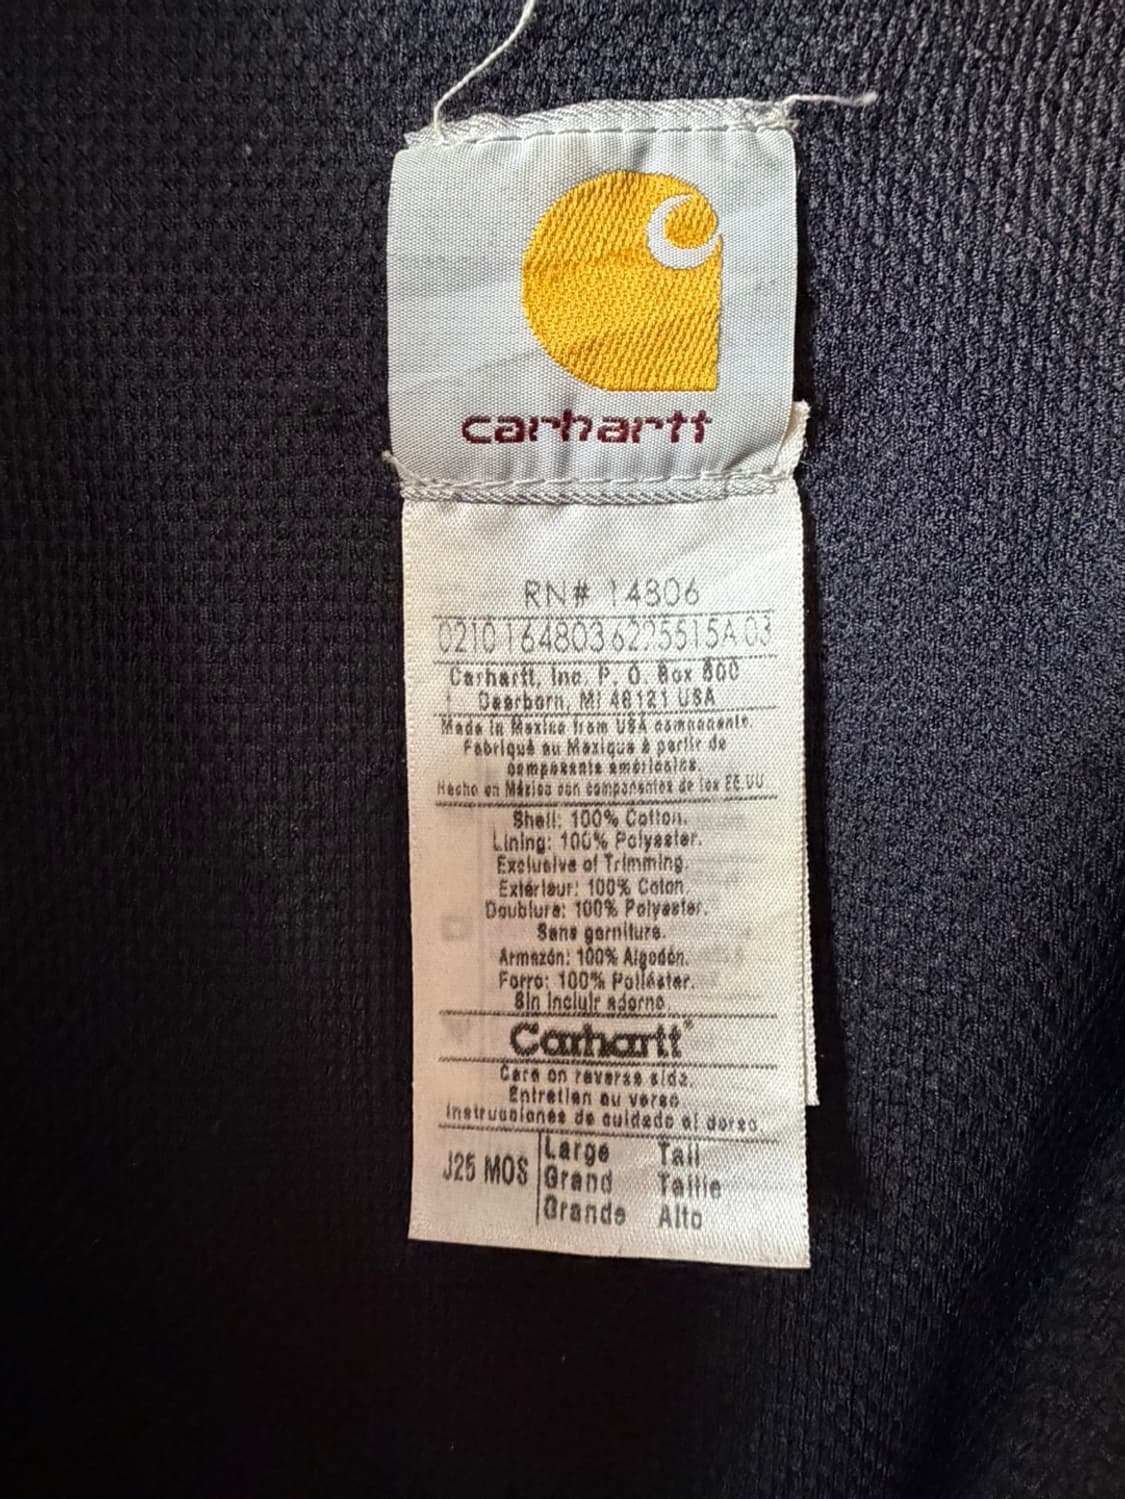 carhartt
RN# 14806
0210 164803 6225515A 03
Carhartt, Inc. P. O. Box 600
Dearborn, MI 48121 USA
Made in Mexico from USA components.
Fabriqué au Mexique à partir de
composants américains.
Hecho en México con componentes de los EE.UU
Shell: 100% Cotton.
Lining: 100% Polyester.
Exclusive of Trimming.
Extérieur: 100% Coton.
Doublure: 100% Polyester.
Sans garniture.
Armazón: 100% Algodón.
Forro: 100% Poliéster.
Sin incluir adorno.
Carhartt®
Care on reverse side.
Entretien au verso
Instrucciones de cuidado al dorso.
J25 MOS
Large Tall
Grand Taille
Grande Alto